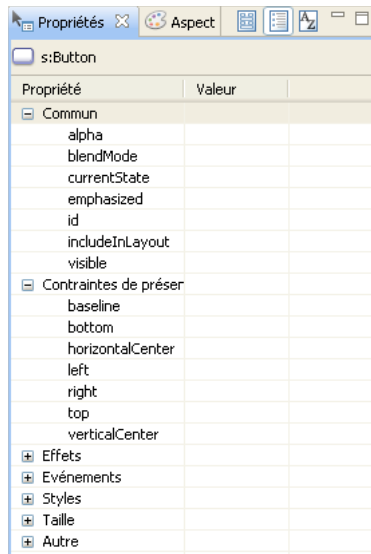 Propriétés Aspect
s:Button
Propriété Valeur
Commun
alpha
blendMode
currentState
emphasized
id
includeInLayout
visible
Contraintes de préser
baseline
bottom
horizontalCenter
left
right
top
verticalCenter
Effets
Evénements
Styles
Taille
Autre